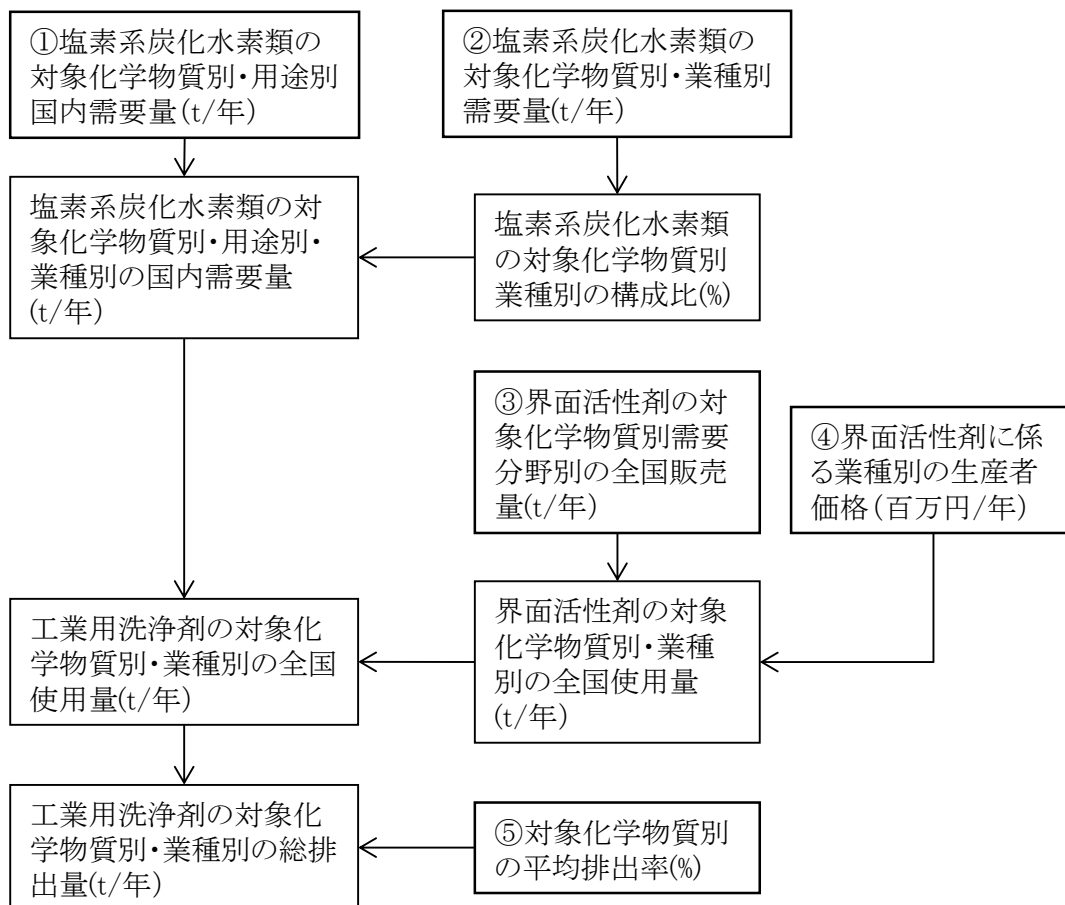 ①塩素系炭化水素類の
対象化学物質別・用途別
国内需要量(t/年)
②塩素系炭化水素類の
対象化学物質別・業種別
需要量(t/年)
塩素系炭化水素類の対
象化学物質別・用途別・
業種別の国内需要量
(t/年)
塩素系炭化水素類
の対象化学物質別
業種別の構成比(%)
③界面活性剤の対
象化学物質別需要
分野別の全国販売
量(t/年)
④界面活性剤に係
る業種別の生産者
価格(百万円/年)
工業用洗浄剤の対象化
学物質別・業種別の全国
使用量(t/年)
界面活性剤の対象
化学物質別・業種
別の全国使用量
(t/年)
工業用洗浄剤の対象化
学物質別・業種別の総排
出量(t/年)
⑤対象化学物質別
の平均排出率(%)